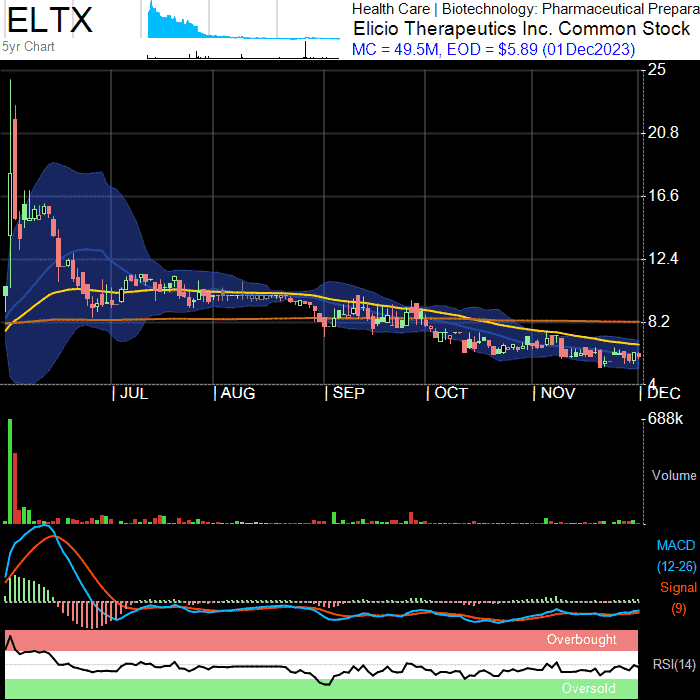 ELTX
5yr Chart
Health Care | Biotechnology: Pharmaceutical Prepara
Elicio Therapeutics Inc. Common Stock
MC = 49.5M, EOD = $5.89 (01Dec2023)
25
20.8
16.6
12.4
8.2
4
JUL
AUG
SEP
OCT
NOV
DEC
688k
Volume
MACD
(12-26)
Signal
(9)
Overbought
RSI(14)
Oversold